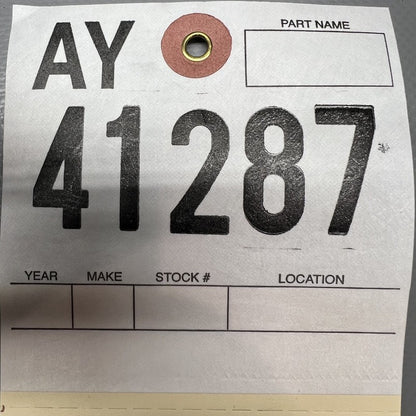 AY
PART NAME
41287
YEAR MAKE STOCK # LOCATION